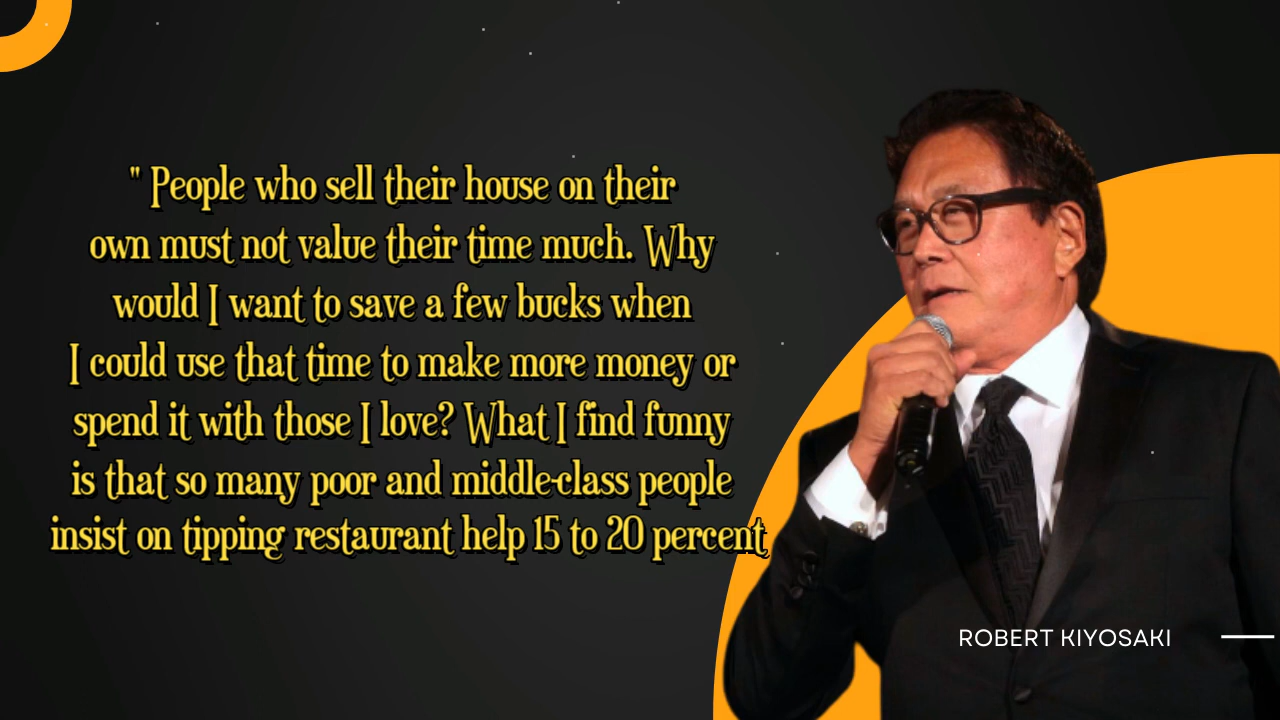 " People who sell their house on their
own must not value their time much. Why
would I want to save a few bucks when
I could use that time to make more money or
spend it with those I love? What I find funny
is that so many poor and middle-class people
insist on tipping restaurant help 15 to 20 percent
ROBERT KIYOSAKI